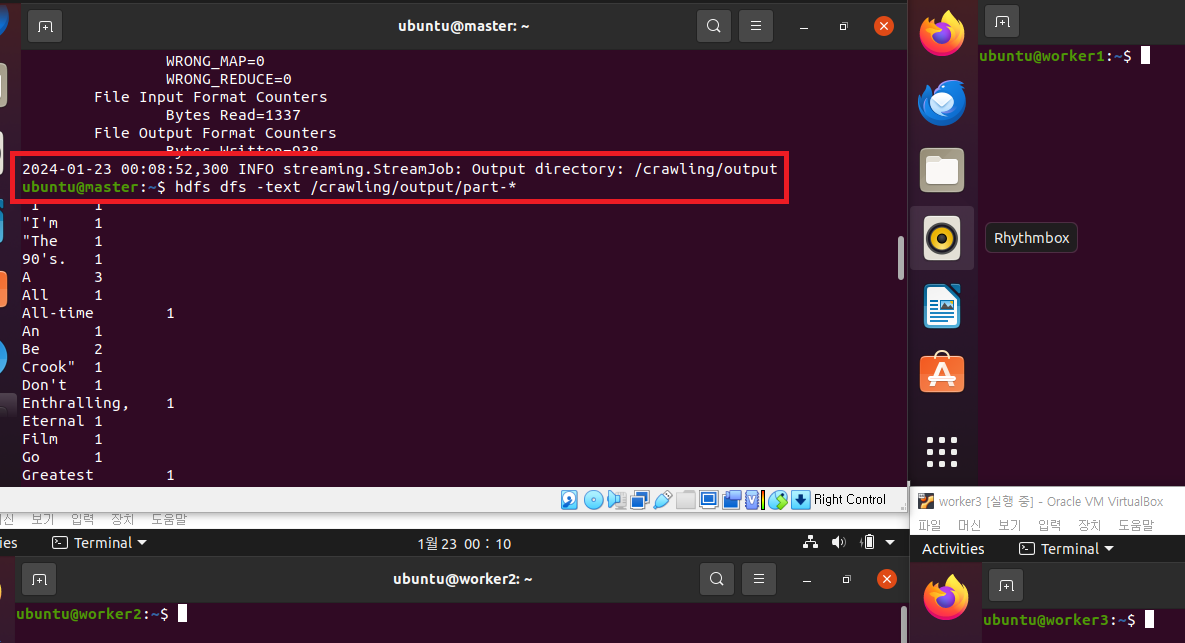 ubuntu@master: ~
WRONG_MAP=0
WRONG_REDUCE=0
File Input Format Counters
Bytes Read=1337
File Output Format Counters
Bytes Written=938
2024-01-23 00:08:52,300 INFO streaming.StreamJob: Output directory: /crawling/output
ubuntu@master:~$ hdfs dfs -text /crawling/output/part-*
"I 1
"I'm 1
"The 1
90's. 1
A 3
All 1
All-time 1
An 1
Be 2
Crook" 1
Don't 1
Enthralling, 1
Eternal 1
Film 1
Go 1
Greatest 1
Right Control
보기 입력 장치 도움말
ies Terminal 1월 23 00 : 10
ubuntu@worker2: ~
ubuntu@worker2:~$
ubuntu@worker1:~$
Rhythmbox
worker3 [실행 중] - Oracle VM VirtualBox
파일 머신 보기 입력 장치 도움말
Activities Terminal
ubuntu@worker3:~$